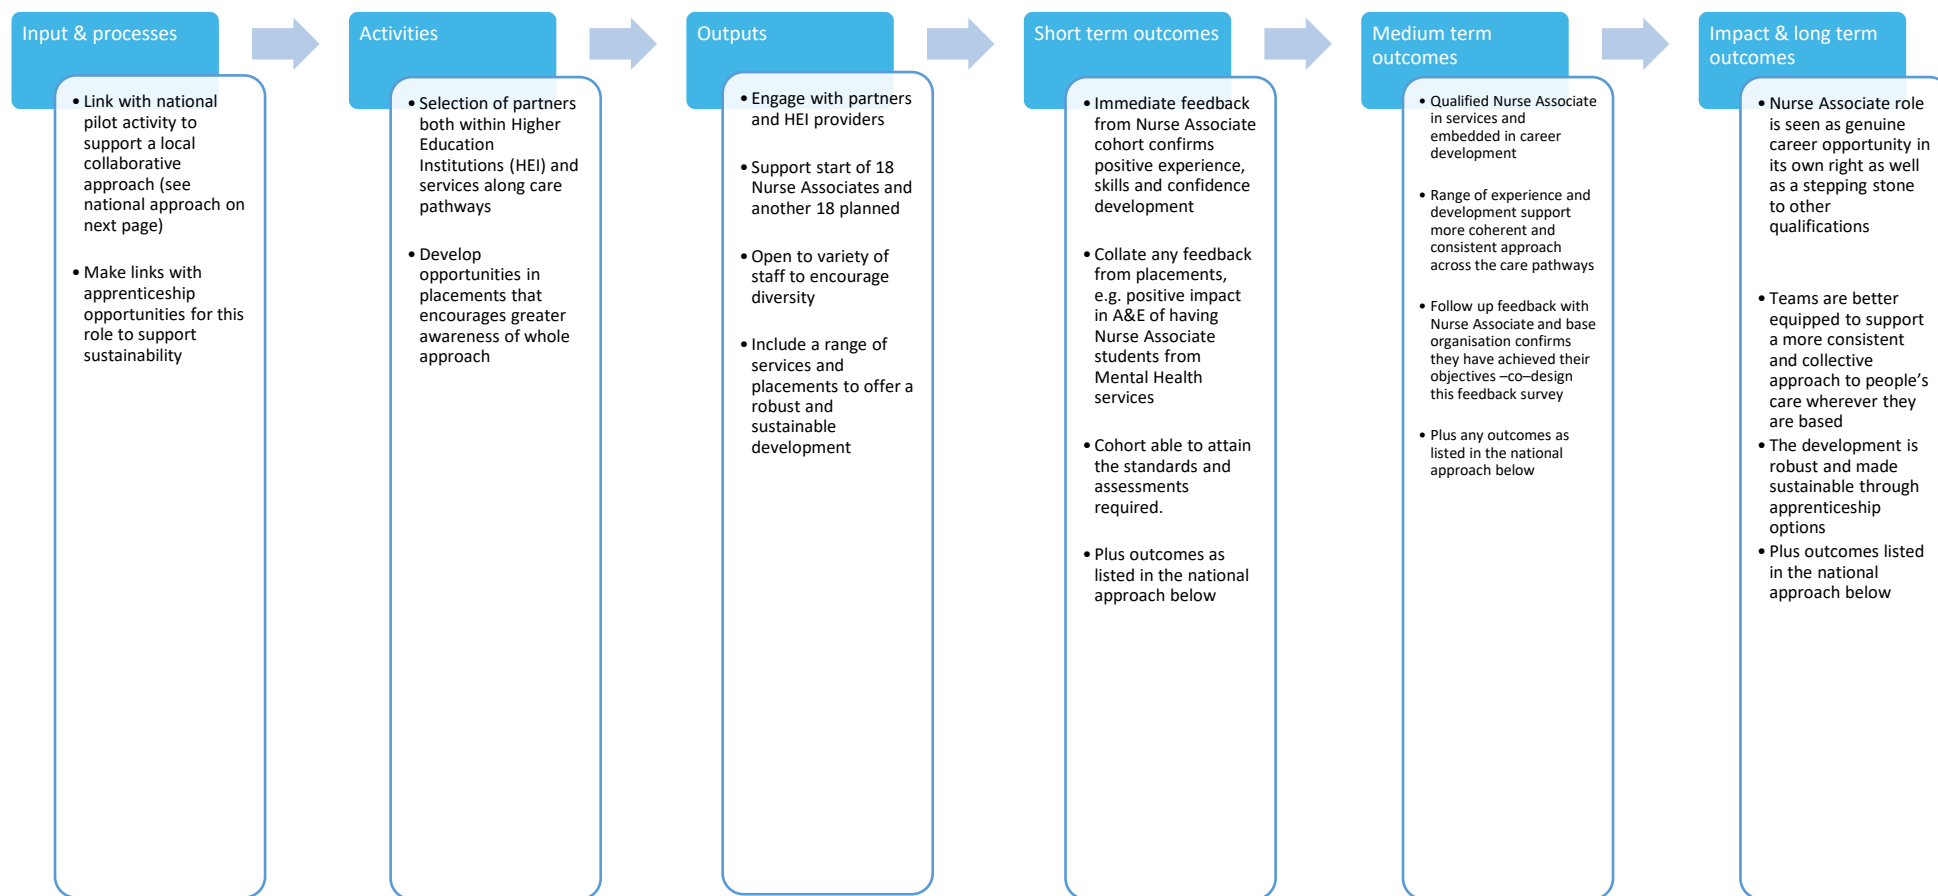 Input & processes
• Link with national
pilot activity to
support a local
collaborative
approach (see
national approach on
next page)
• Make links with
apprenticeship
opportunities for this
role to support
sustainability
Activities
• Selection of partners
both within Higher
Education
Institutions (HEI) and
services along care
pathways
• Develop
opportunities in
placements that
encourages greater
awareness of whole
approach
Outputs
• Engage with partners
and HEI providers
• Support start of 18
Nurse Associates and
another 18 planned
• Open to variety of
staff to encourage
diversity
• Include a range of
services and
placements to offer a
robust and
sustainable
development
Short term outcomes
• Immediate feedback
from Nurse Associate
cohort confirms
positive experience,
skills and confidence
development
• Collate any feedback
from placements,
e.g. positive impact
in A&E of having
Nurse Associate
students from
Mental Health
services
• Cohort able to attain
the standards and
assessments
required.
• Plus outcomes as
listed in the national
approach below
Medium term
outcomes
• Qualified Nurse Associate
in services and
embedded in career
development
• Range of experience and
development support
more coherent and
consistent approach
across the care pathways
• Follow up feedback with
Nurse Associate and base
organisation confirms
they have achieved their
objectives –co–design
this feedback survey
• Plus any outcomes as
listed in the national
approach below
Impact & long term
outcomes
• Nurse Associate role
is seen as genuine
career opportunity in
its own right as well
as a stepping stone
to other
qualifications
• Teams are better
equipped to support
a more consistent
and collective
approach to people's
care wherever they
are based
• The development is
robust and made
sustainable through
apprenticeship
options
• Plus outcomes listed
in the national
approach below